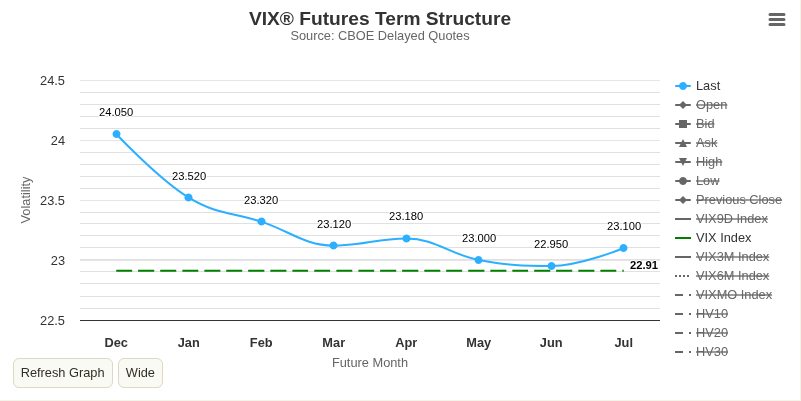 VIX® Futures Term Structure
Source: CBOE Delayed Quotes
24.5
24
23.5
23
22.5
Volatility
24.050
23.520
23.320
23.120
23.180
23.000
22.950
23.100
22.91
Dec Jan Feb Mar Apr May Jun Jul
Future Month
Last
Open
Bid
Ask
High
Low
Previous Close
VIX9D Index
VIX Index
VIX3M Index
VIX6M Index
VIXMO Index
HV10
HV20
HV30
Refresh Graph Wide